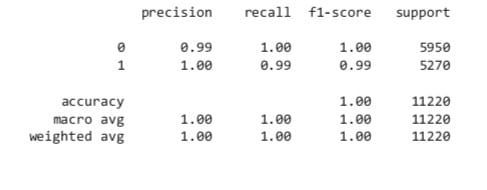 precision recall f1-score support
0 0.99 1.00 1.00 5950
1 1.00 0.99 0.99 5270
accuracy 1.00 11220
macro avg 1.00 1.00 1.00 11220
weighted avg 1.00 1.00 1.00 11220